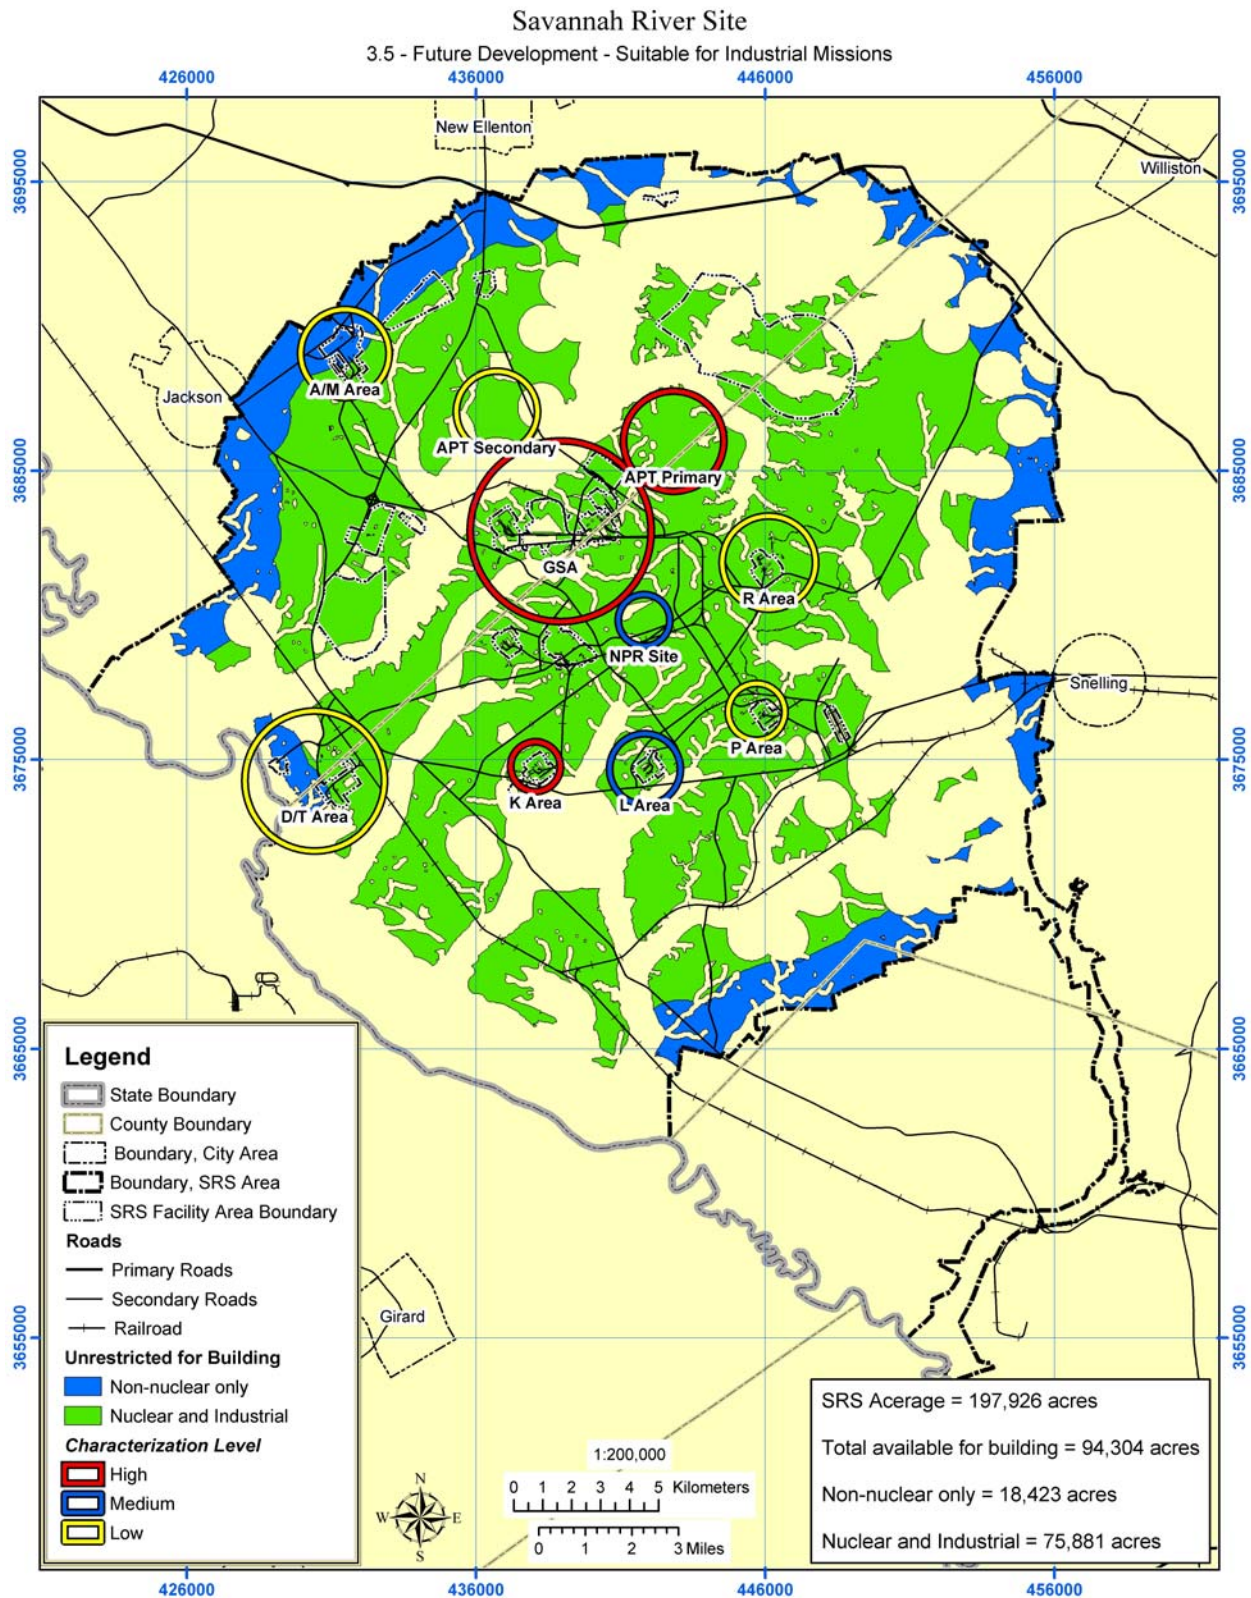 Savannah River Site
3.5 - Future Development - Suitable for Industrial Missions
426000 436000 446000 456000
3695000 3695000
3685000 3685000
3675000 3675000
3665000 3665000
3655000 3655000
New Ellenton
Williston
Jackson
A/M Area
APT Secondary
APT Primary
GSA
R Area
NPR Site
Snelling
P Area
K Area
L Area
D/T Area
Girard
Legend
State Boundary
County Boundary
Boundary, City Area
Boundary, SRS Area
SRS Facility Area Boundary
Roads
Primary Roads
Secondary Roads
Railroad
Unrestricted for Building
Non-nuclear only
Nuclear and Industrial
Characterization Level
High
Medium
Low
N
W E
S
1:200,000
0 1 2 3 4 5 Kilometers
0 1 2 3 Miles
SRS Acerage = 197,926 acres
Total available for building = 94,304 acres
Non-nuclear only = 18,423 acres
Nuclear and Industrial = 75,881 acres
426000 436000 446000 456000